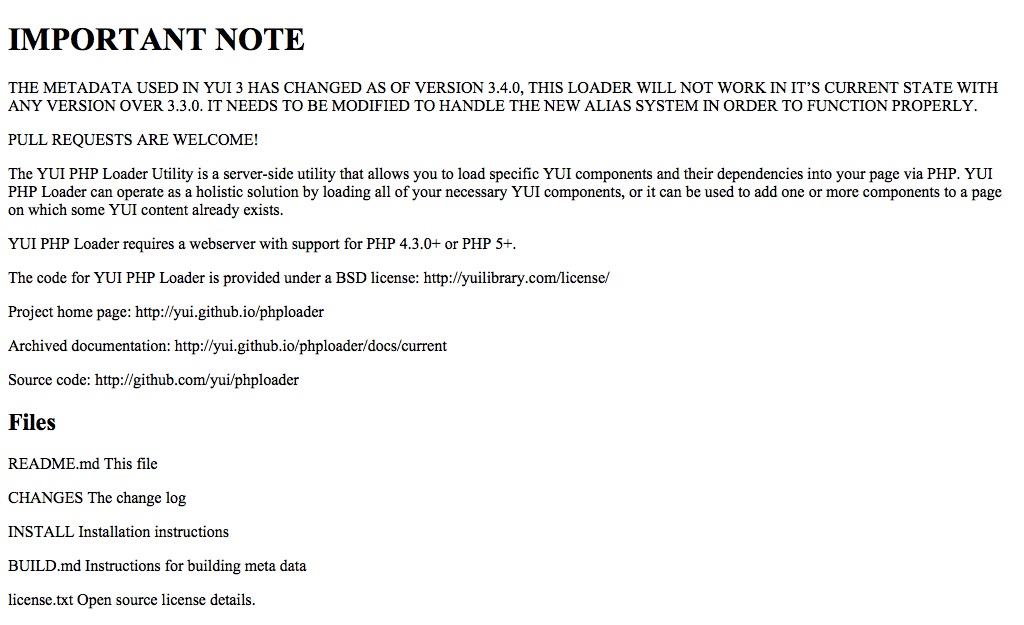 IMPORTANT NOTE
THE METADATA USED IN YUI 3 HAS CHANGED AS OF VERSION 3.4.0, THIS LOADER WILL NOT WORK IN IT’S CURRENT STATE WITH
ANY VERSION OVER 3.3.0. IT NEEDS TO BE MODIFIED TO HANDLE THE NEW ALIAS SYSTEM IN ORDER TO FUNCTION PROPERLY.
PULL REQUESTS ARE WELCOME!
The YUI PHP Loader Utility is a server-side utility that allows you to load specific YUI components and their dependencies into your page via PHP. YUI
PHP Loader can operate as a holistic solution by loading all of your necessary YUI components, or it can be used to add one or more components to a page
on which some YUI content already exists.
YUI PHP Loader requires a webserver with support for PHP 4.3.0+ or PHP 5+.
The code for YUI PHP Loader is provided under a BSD license: http://yuilibrary.com/license/
Project home page: http://yui.github.io/phploader
Archived documentation: http://yui.github.io/phploader/docs/current
Source code: http://github.com/yui/phploader
Files
README.md This file
CHANGES The change log
INSTALL Installation instructions
BUILD.md Instructions for building meta data
license.txt Open source license details.